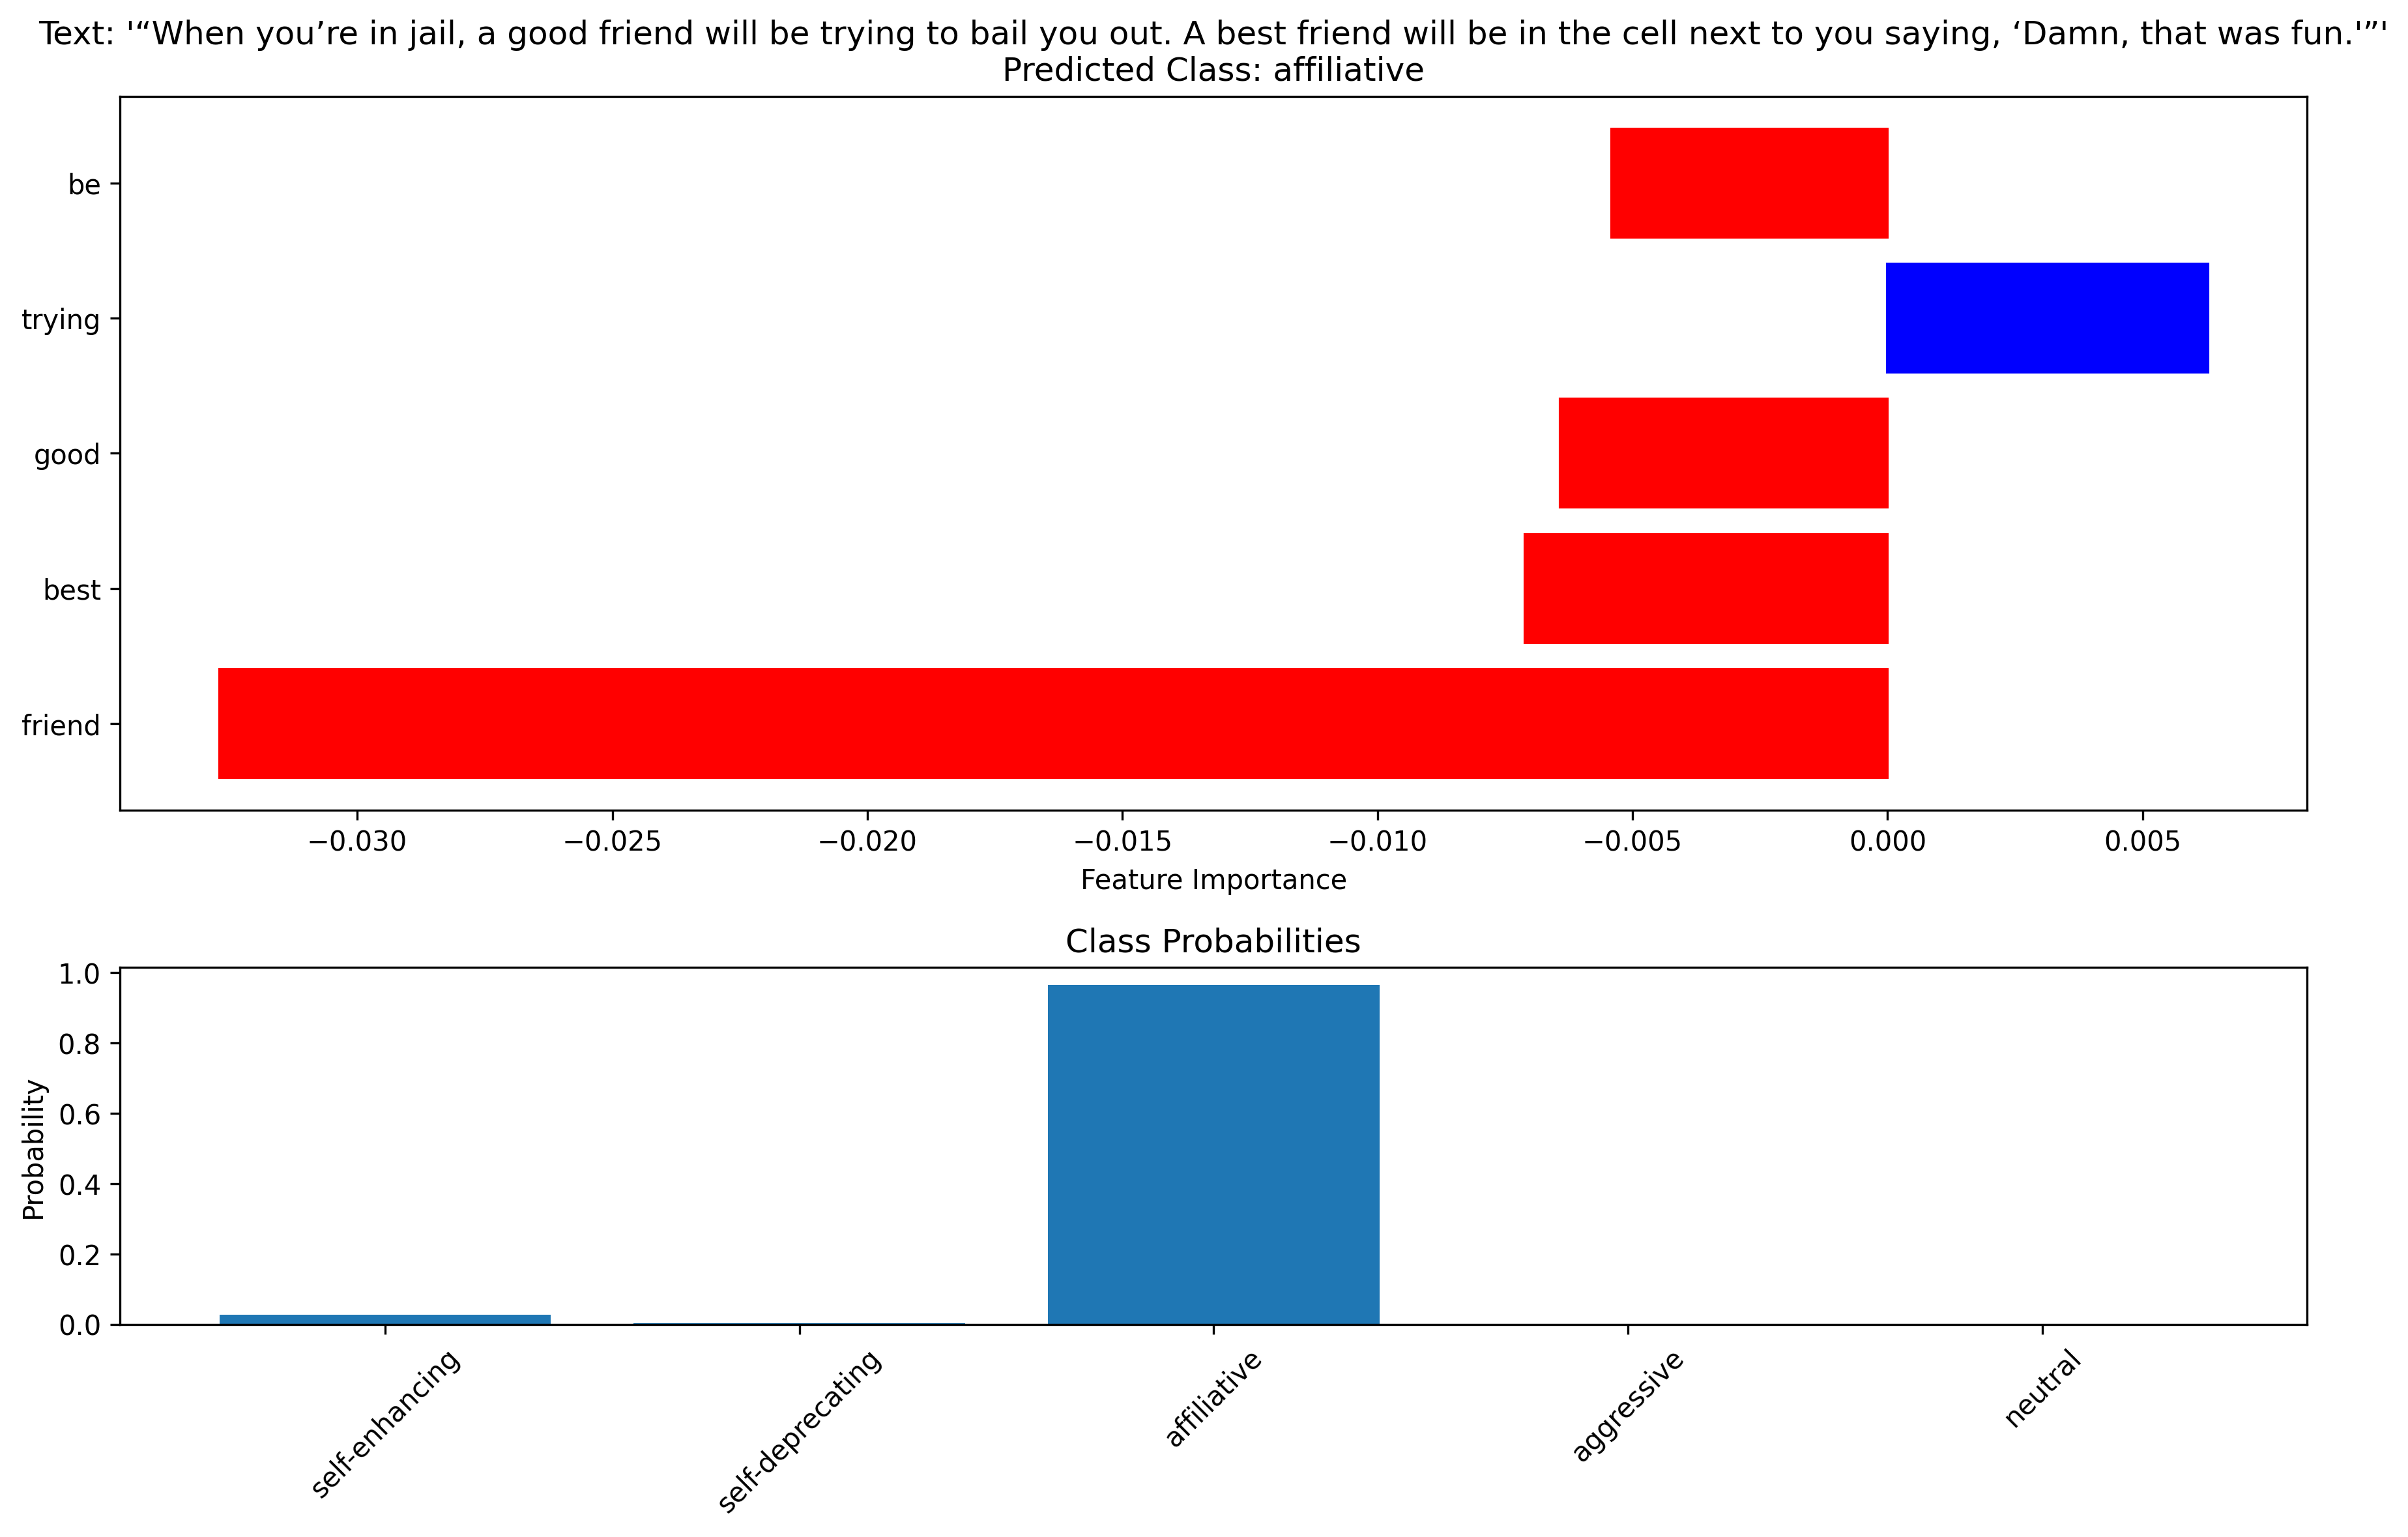 Text: '“When you’re in jail, a good friend will be trying to bail you out. A best friend will be in the cell next to you saying, ‘Damn, that was fun.'”'
Predicted Class: affiliative
be
trying
good
best
friend
−0.030 −0.025 −0.020 −0.015 −0.010 −0.005 0.000 0.005
Feature Importance
Class Probabilities
1.0
0.8
0.6
0.4
0.2
0.0
Probability
self-enhancing self-deprecating affiliative aggressive neutral